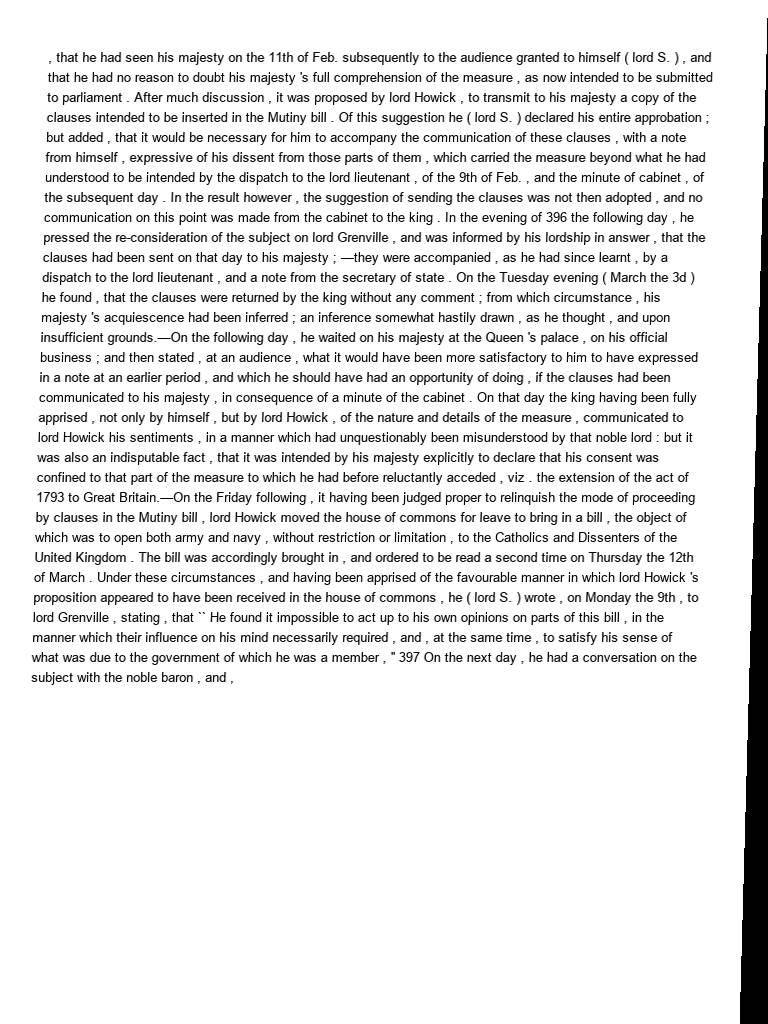 , that he had seen his majesty on the 11th of Feb. subsequently to the audience granted to himself ( lord S. ) , and
that he had no reason to doubt his majesty 's full comprehension of the measure , as now intended to be submitted
to parliament . After much discussion , it was proposed by lord Howick , to transmit to his majesty a copy of the
clauses intended to be inserted in the Mutiny bill . Of this suggestion he ( lord S. ) declared his entire approbation ;
but added , that it would be necessary for him to accompany the communication of these clauses , with a note
from himself , expressive of his dissent from those parts of them , which carried the measure beyond what he had
understood to be intended by the dispatch to the lord lieutenant , of the 9th of Feb. , and the minute of cabinet , of
the subsequent day . In the result however , the suggestion of sending the clauses was not then adopted , and no
communication on this point was made from the cabinet to the king . In the evening of 396 the following day , he
pressed the re-consideration of the subject on lord Grenville , and was informed by his lordship in answer , that the
clauses had been sent on that day to his majesty ; —they were accompanied , as he had since learnt , by a
dispatch to the lord lieutenant , and a note from the secretary of state . On the Tuesday evening ( March the 3d )
he found , that the clauses were returned by the king without any comment ; from which circumstance , his
majesty 's acquiescence had been inferred ; an inference somewhat hastily drawn , as he thought , and upon
insufficient grounds.—On the following day , he waited on his majesty at the Queen 's palace , on his official
business ; and then stated , at an audience , what it would have been more satisfactory to him to have expressed
in a note at an earlier period , and which he should have had an opportunity of doing , if the clauses had been
communicated to his majesty , in consequence of a minute of the cabinet . On that day the king having been fully
apprised , not only by himself , but by lord Howick , of the nature and details of the measure , communicated to
lord Howick his sentiments , in a manner which had unquestionably been misunderstood by that noble lord : but it
was also an indisputable fact , that it was intended by his majesty explicitly to declare that his consent was
confined to that part of the measure to which he had before reluctantly acceded , viz . the extension of the act of
1793 to Great Britain.—On the Friday following , it having been judged proper to relinquish the mode of proceeding
by clauses in the Mutiny bill , lord Howick moved the house of commons for leave to bring in a bill , the object of
which was to open both army and navy , without restriction or limitation , to the Catholics and Dissenters of the
United Kingdom . The bill was accordingly brought in , and ordered to be read a second time on Thursday the 12th
of March . Under these circumstances , and having been apprised of the favourable manner in which lord Howick 's
proposition appeared to have been received in the house of commons , he ( lord S. ) wrote , on Monday the 9th , to
lord Grenville , stating , that `` He found it impossible to act up to his own opinions on parts of this bill , in the
manner which their influence on his mind necessarily required , and , at the same time , to satisfy his sense of
what was due to the government of which he was a member , " 397 On the next day , he had a conversation on the
subject with the noble baron , and ,